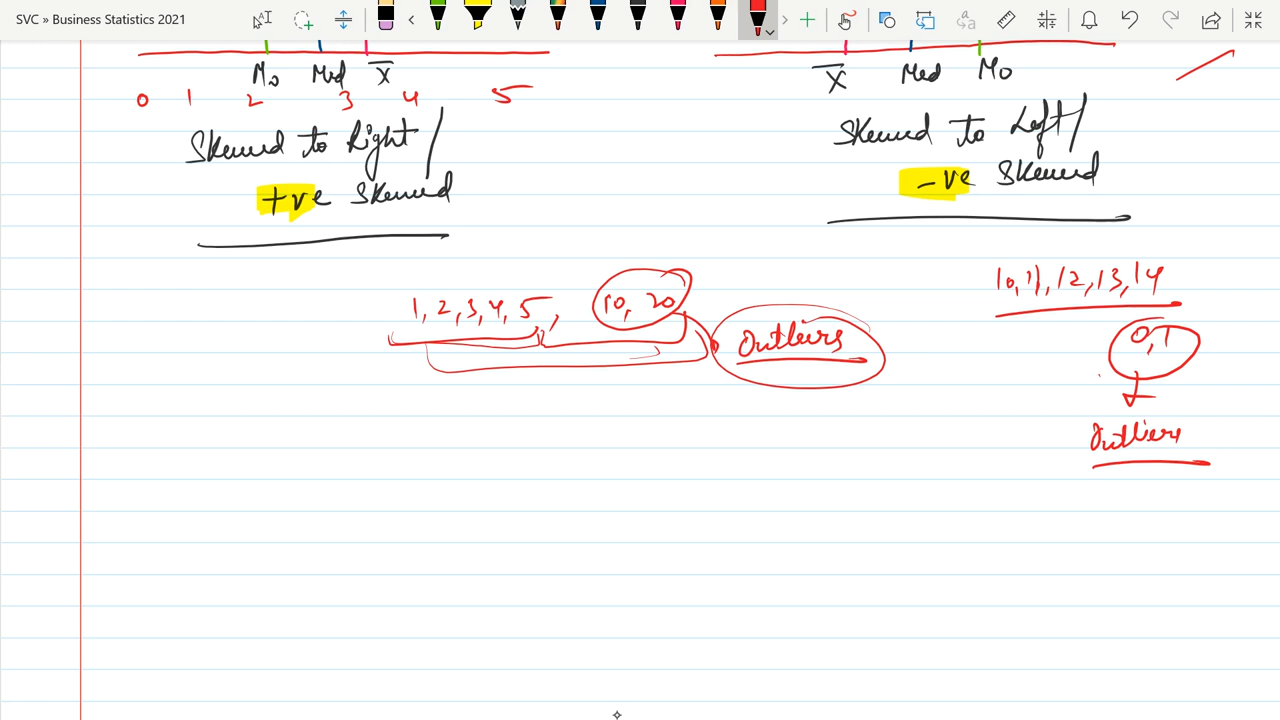 SVC » Business Statistics 2021
Mo Med X̅
0 1 2 3 4 5
Skewed to Right /
+ve Skewed
X̅ Med Mo
Skewed to Left /
-ve Skewed
1, 2, 3, 4, 5, 10, 20
Outliers
10, 11, 12, 13, 14
0, 1
Outliers